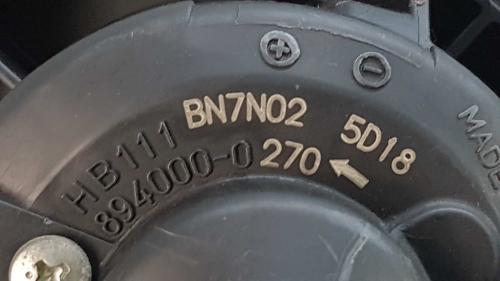 + -
BN7N02 5D18
HB111
894000-0270 ←
MADE